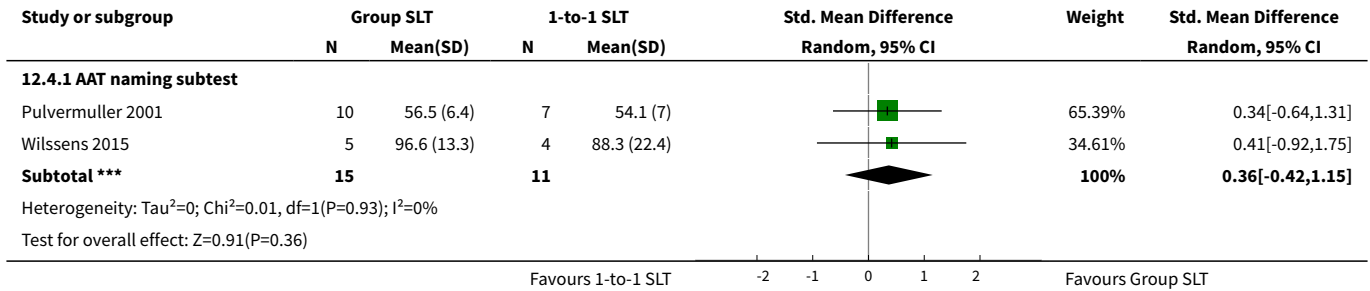 Study or subgroup Group SLT 1-to-1 SLT Std. Mean Difference Weight Std. Mean Difference
N Mean(SD) N Mean(SD) Random, 95% CI Random, 95% CI
12.4.1 AAT naming subtest
Pulvermuller 2001 10 56.5 (6.4) 7 54.1 (7) 65.39% 0.34[-0.64,1.31]
Wilssens 2015 5 96.6 (13.3) 4 88.3 (22.4) 34.61% 0.41[-0.92,1.75]
Subtotal *** 15 11 100% 0.36[-0.42,1.15]
Heterogeneity: Tau²=0; Chi²=0.01, df=1(P=0.93); I²=0%
Test for overall effect: Z=0.91(P=0.36)
Favours 1-to-1 SLT -2 -1 0 1 2 Favours Group SLT